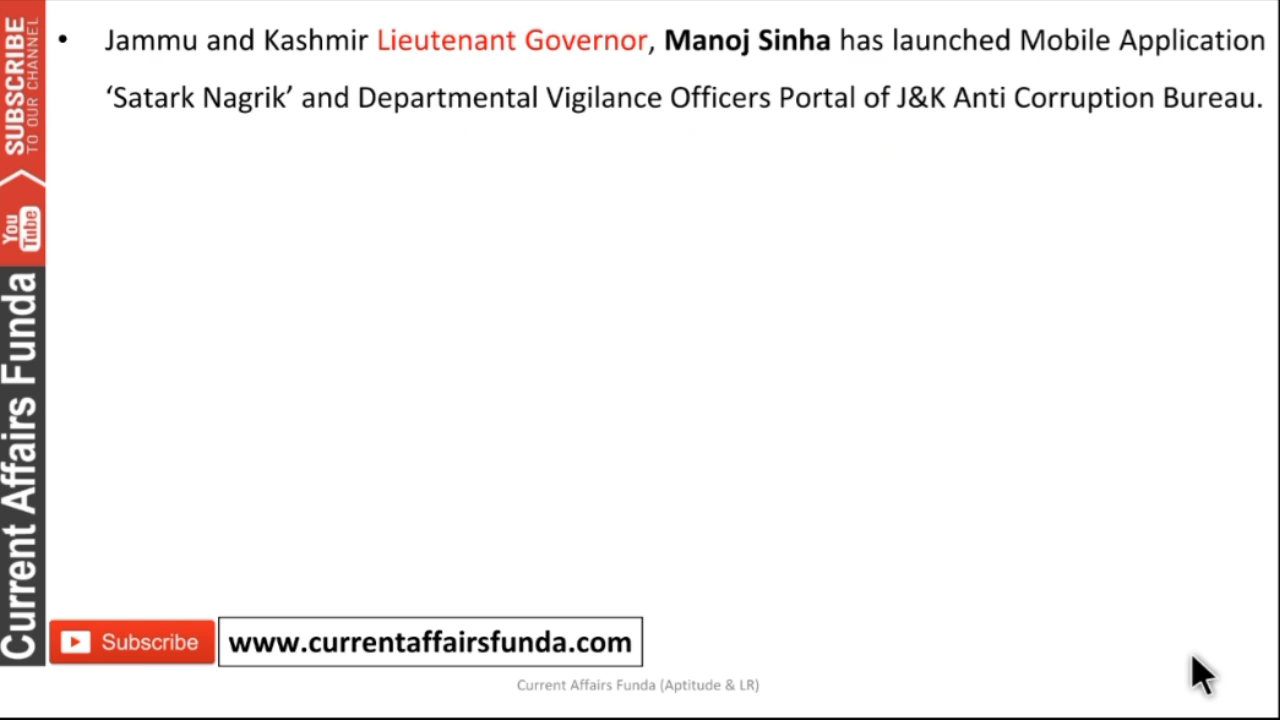 • Jammu and Kashmir Lieutenant Governor, Manoj Sinha has launched Mobile Application
‘Satark Nagrik’ and Departmental Vigilance Officers Portal of J&K Anti Corruption Bureau.
SUBSCRIBE
TO OUR CHANNEL
You Tube
Current Affairs Funda
Subscribe
www.currentaffairsfunda.com
Current Affairs Funda (Aptitude & LR)